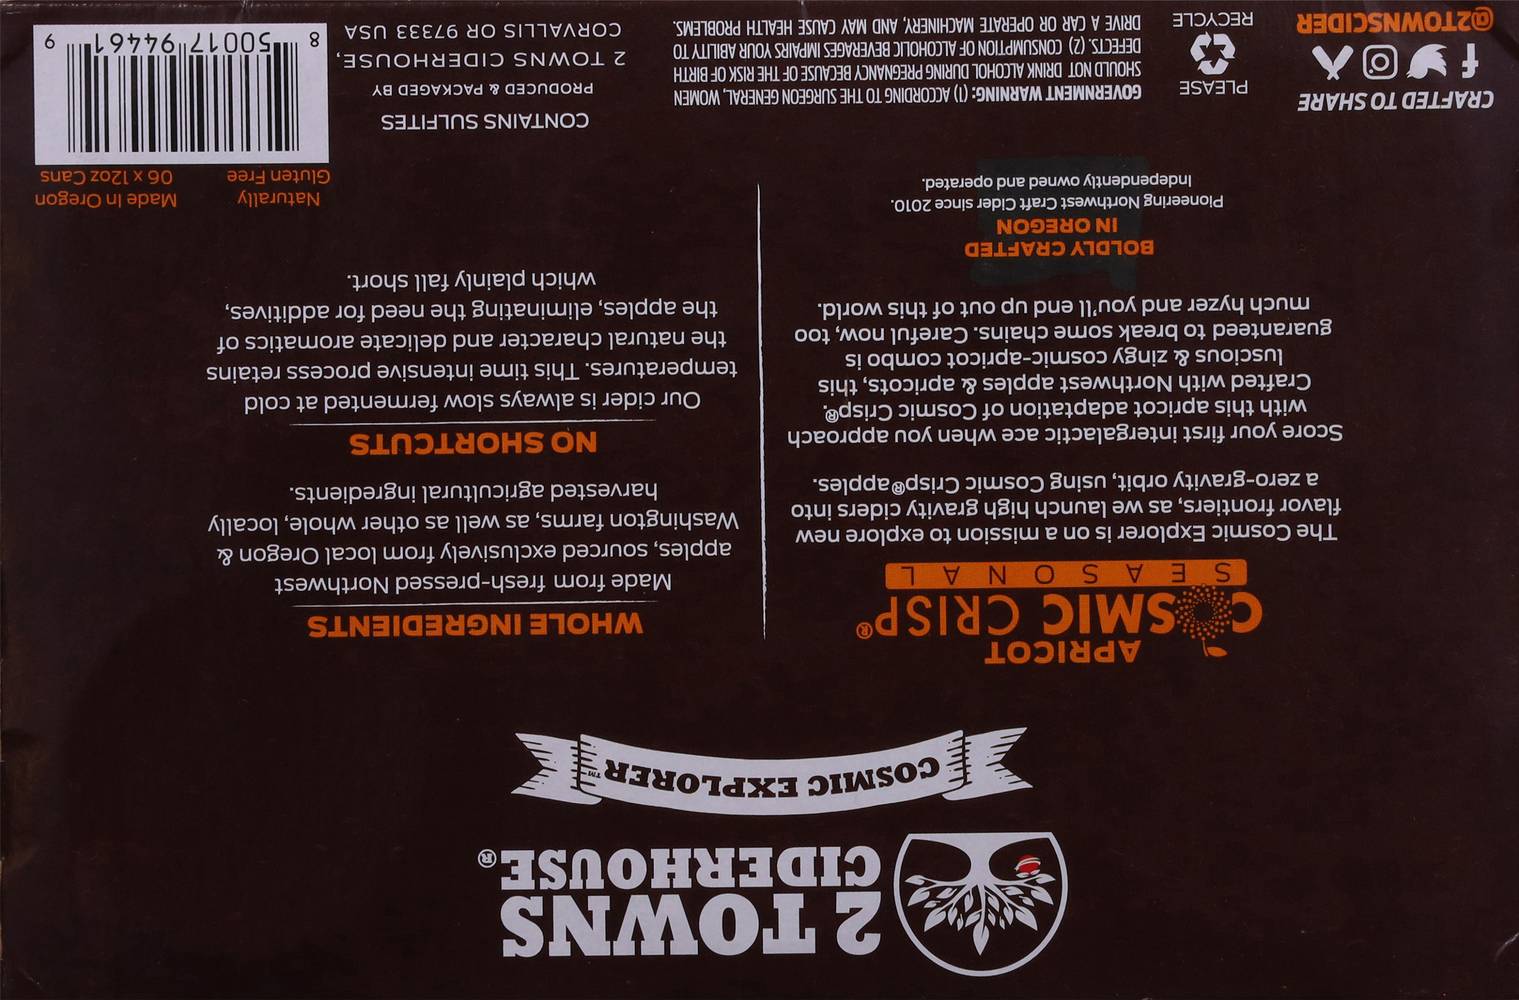 2 TOWNS
CIDERHOUSE®
COSMIC EXPLORER™
APRICOT
COSMIC CRISP®
SEASONAL
The Cosmic Explorer is on a mission to explore new
flavor frontiers, as we launch high gravity ciders into
a zero-gravity orbit, using Cosmic Crisp® apples.
Score your first intergalactic ace when you approach
with this apricot adaptation of Cosmic Crisp®.
Crafted with Northwest apples & apricots, this
luscious & zingy cosmic-apricot combo is
guaranteed to break some chains. Careful now, too
much hyzer and you'll end up out of this world.
BOLDLY CRAFTED
IN OREGON
Pioneering Northwest Craft Cider since 2010.
Independently owned and operated.
WHOLE INGREDIENTS
Made from fresh-pressed Northwest
apples, sourced exclusively from local Oregon &
Washington farms, as well as other whole, locally
harvested agricultural ingredients.
NO SHORTCUTS
Our cider is always slow fermented at cold
temperatures. This time intensive process retains
the natural character and delicate aromatics of
the apples, eliminating the need for additives,
which plainly fall short.
CRAFTED TO SHARE
@2TOWNSCIDER
PLEASE
RECYCLE
GOVERNMENT WARNING: (1) ACCORDING TO THE SURGEON GENERAL, WOMEN
SHOULD NOT DRINK ALCOHOL DURING PREGNANCY BECAUSE OF THE RISK OF BIRTH
DEFECTS. (2) CONSUMPTION OF ALCOHOLIC BEVERAGES IMPAIRS YOUR ABILITY TO
DRIVE A CAR OR OPERATE MACHINERY, AND MAY CAUSE HEALTH PROBLEMS.
CONTAINS SULFITES
PRODUCED & PACKAGED BY
2 TOWNS CIDERHOUSE,
CORVALLIS OR 97333 USA
Naturally
Gluten Free
Made In Oregon
06 x 12oz Cans
8 50017 94461 9